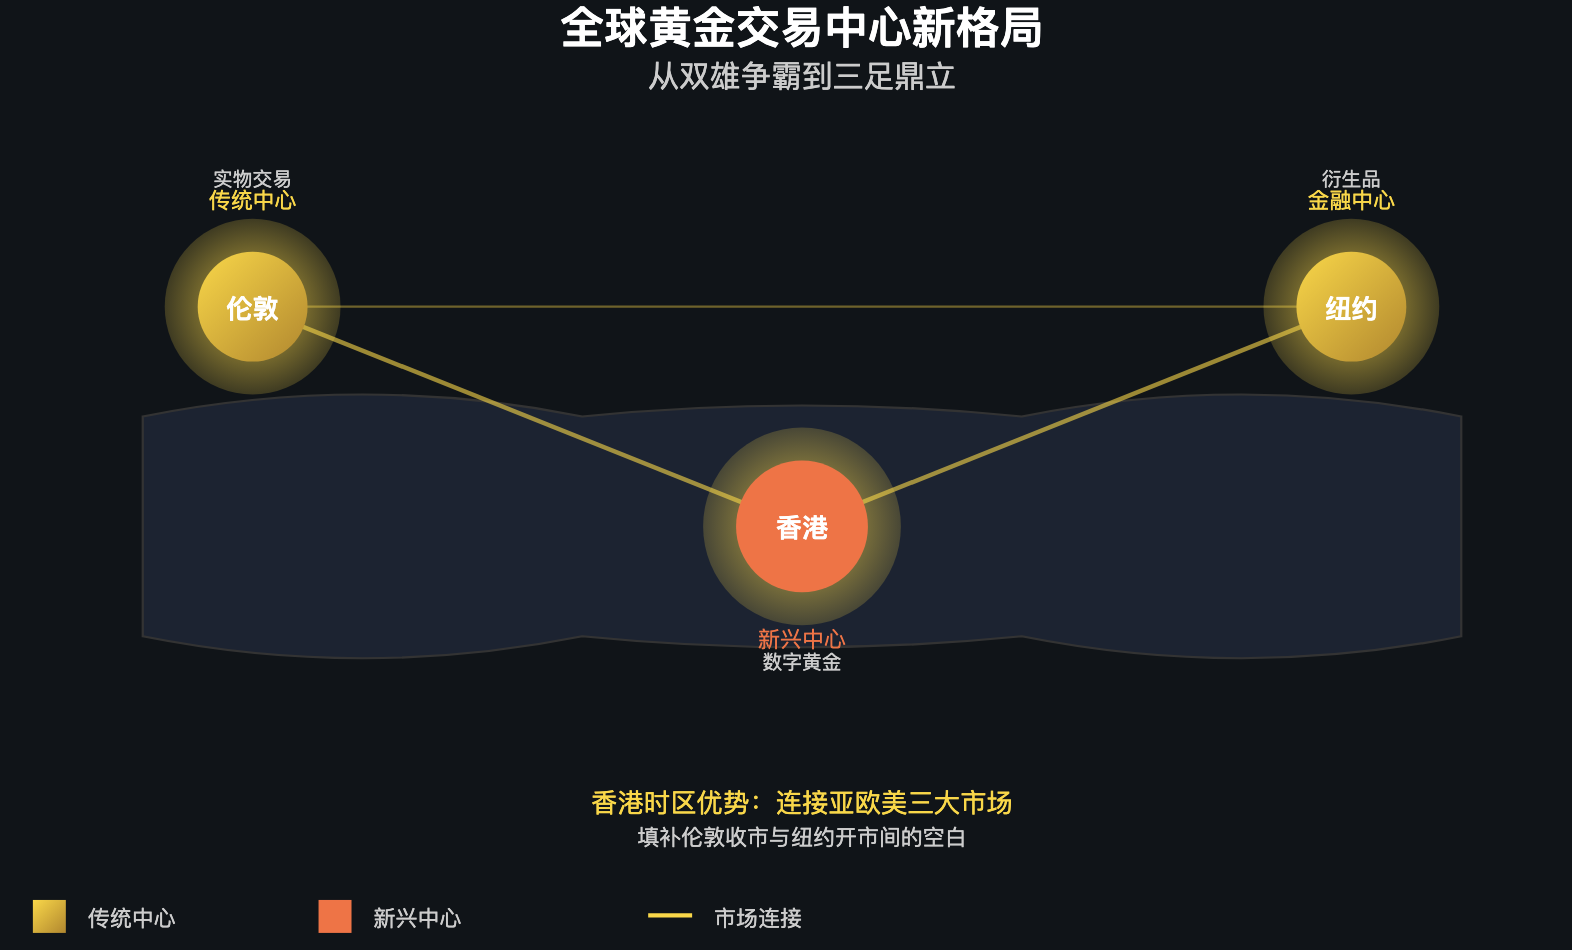 全球黄金交易中心新格局
从双雄争霸到三足鼎立
实物交易
传统中心
衍生品
金融中心
伦敦
纽约
香港
新兴中心
数字黄金
香港时区优势：连接亚欧美三大市场
填补伦敦收市与纽约开市间的空白
传统中心
新兴中心
市场连接